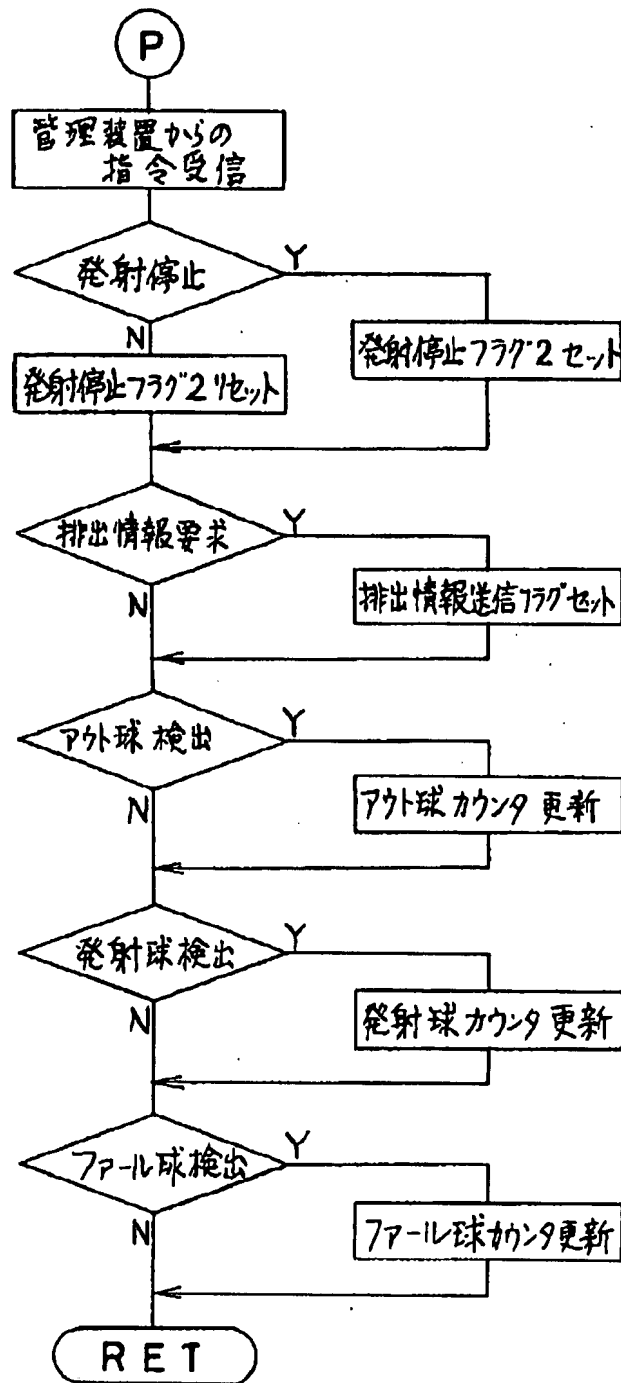 P
管理装置からの
指令受信
発射停止
Y
N
発射停止フラグ2リセット
発射停止フラグ2セット
排出情報要求
Y
N
排出情報送信フラグセット
アウト球検出
Y
N
アウト球カウンタ更新
発射球検出
Y
N
発射球カウンタ更新
ファール球検出
Y
N
ファール球カウンタ更新
RET